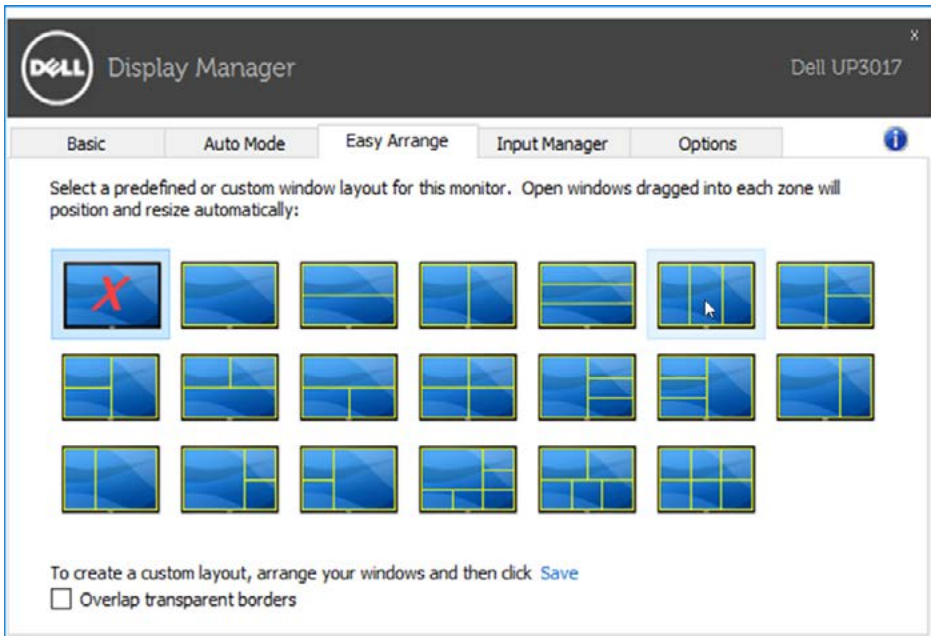 DELL Display Manager
x
Dell UP3017
Basic Auto Mode Easy Arrange Input Manager Options
Select a predefined or custom window layout for this monitor. Open windows dragged into each zone will
position and resize automatically:
X
To create a custom layout, arrange your windows and then click Save
Overlap transparent borders